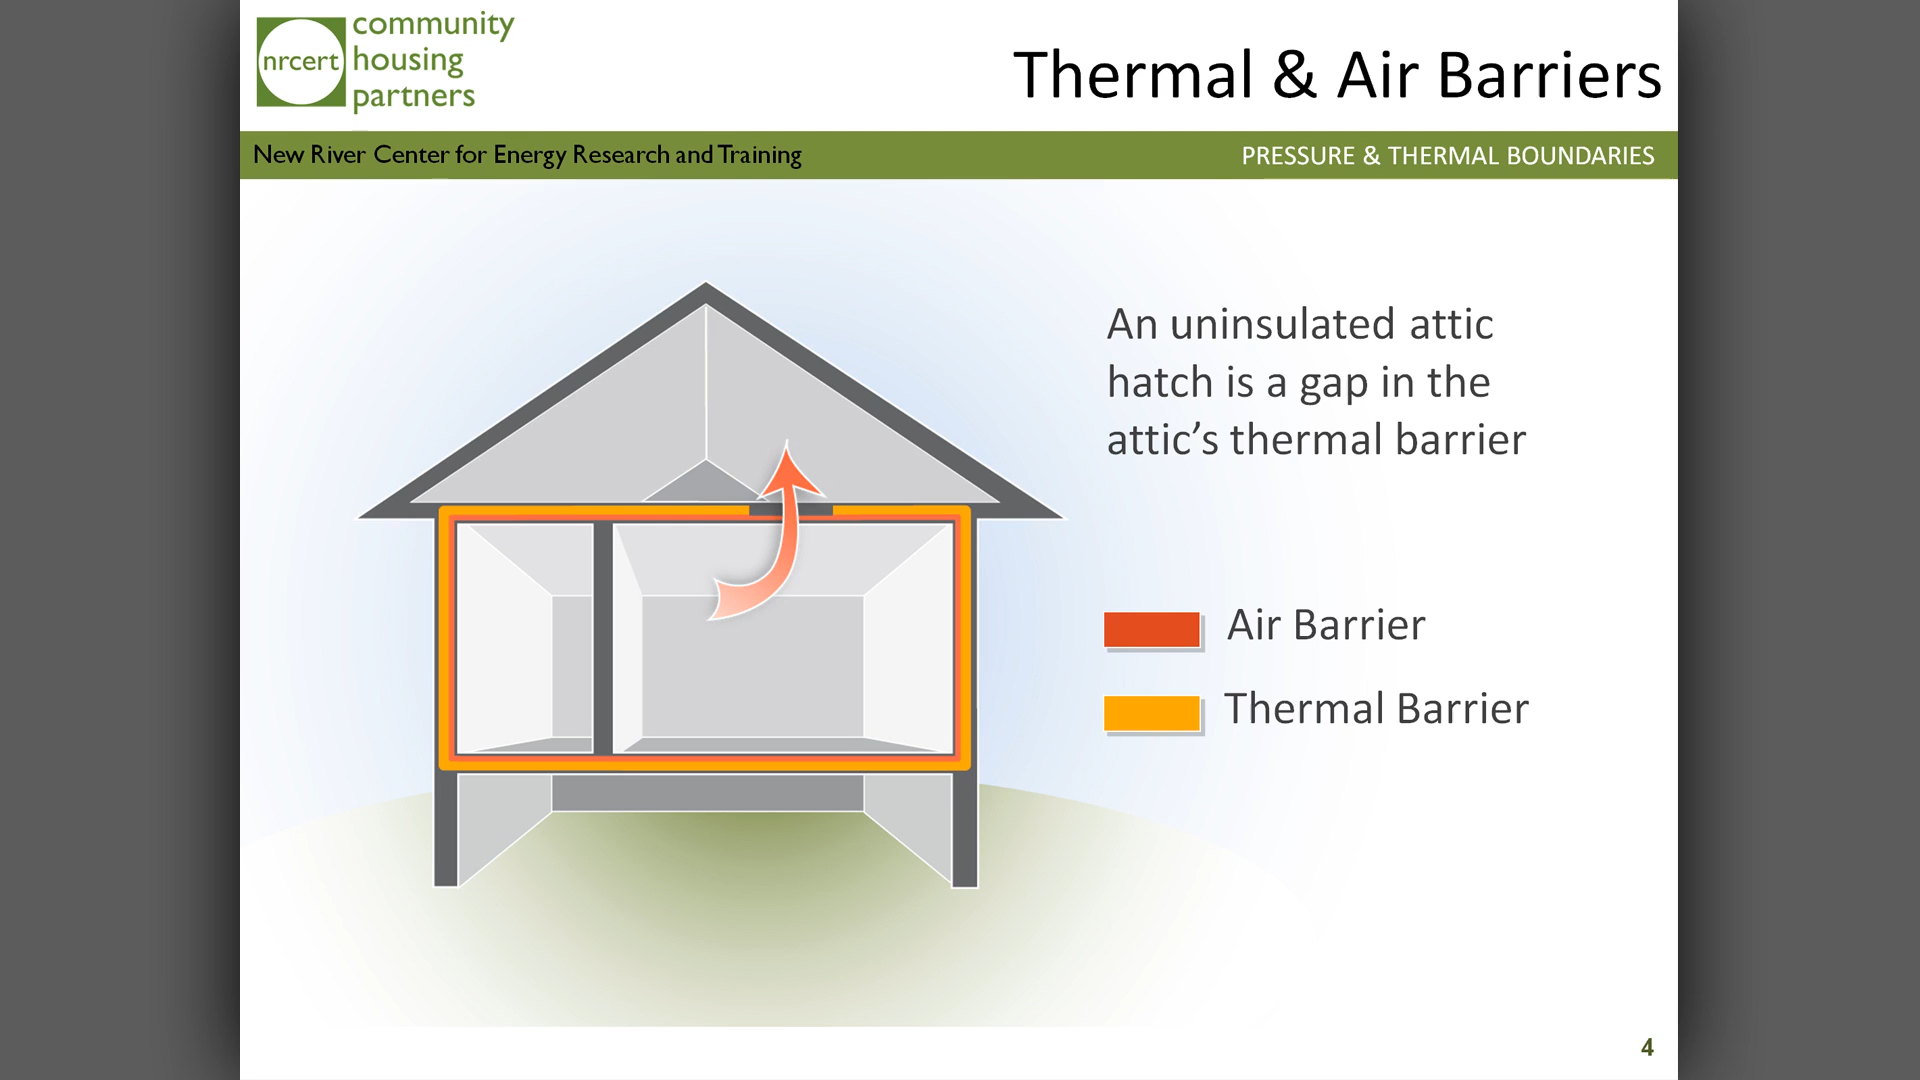 nrcert
community
housing
partners
Thermal & Air Barriers
New River Center for Energy Research and Training
PRESSURE & THERMAL BOUNDARIES
An uninsulated attic
hatch is a gap in the
attic’s thermal barrier
Air Barrier
Thermal Barrier
4